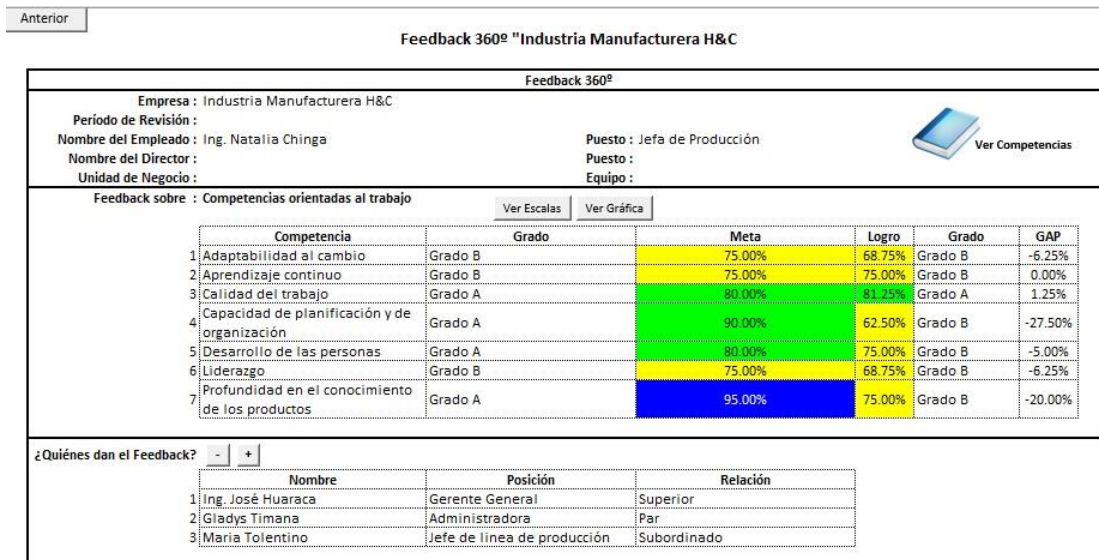 Anterior
Feedback 360º "Industria Manufacturera H&C
Feedback 360º
Empresa : Industria Manufacturera H&C
Período de Revisión :
Nombre del Empleado : Ing. Natalia Chinga Puesto : Jefa de Producción
Ver Competencias
Nombre del Director : Puesto :
Unidad de Negocio : Equipo :
Feedback sobre : Competencias orientadas al trabajo Ver Escalas Ver Gráfica
Competencia Grado Meta Logro Grado GAP
1 Adaptabilidad al cambio Grado B 75.00% 68.75% Grado B -6.25%
2 Aprendizaje continuo Grado B 75.00% 75.00% Grado B 0.00%
3 Calidad del trabajo Grado A 80.00% 81.25% Grado A 1.25%
4 Capacidad de planificación y de
organización Grado A 90.00% 62.50% Grado B -27.50%
5 Desarrollo de las personas Grado A 80.00% 75.00% Grado B -5.00%
6 Liderazgo Grado B 75.00% 68.75% Grado B -6.25%
7 Profundidad en el conocimiento
de los productos Grado A 95.00% 75.00% Grado B -20.00%
¿Quiénes dan el Feedback? - +
Nombre Posición Relación
1 Ing. José Huaraca Gerente General Superior
2 Gladys Timana Administradora Par
3 Maria Tolentino Jefe de linea de producción Subordinado